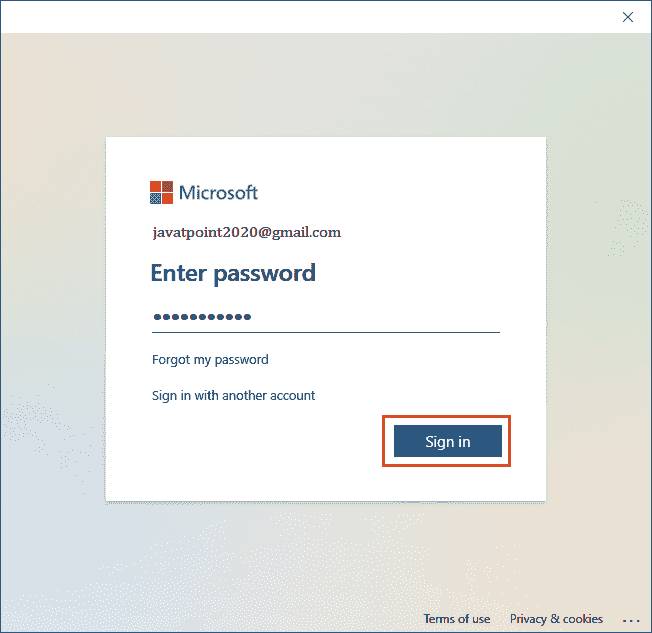 Microsoft
javatpoint2020@gmail.com
Enter password
•••••••••••
Forgot my password
Sign in with another account
Sign in
Terms of use Privacy & cookies ...